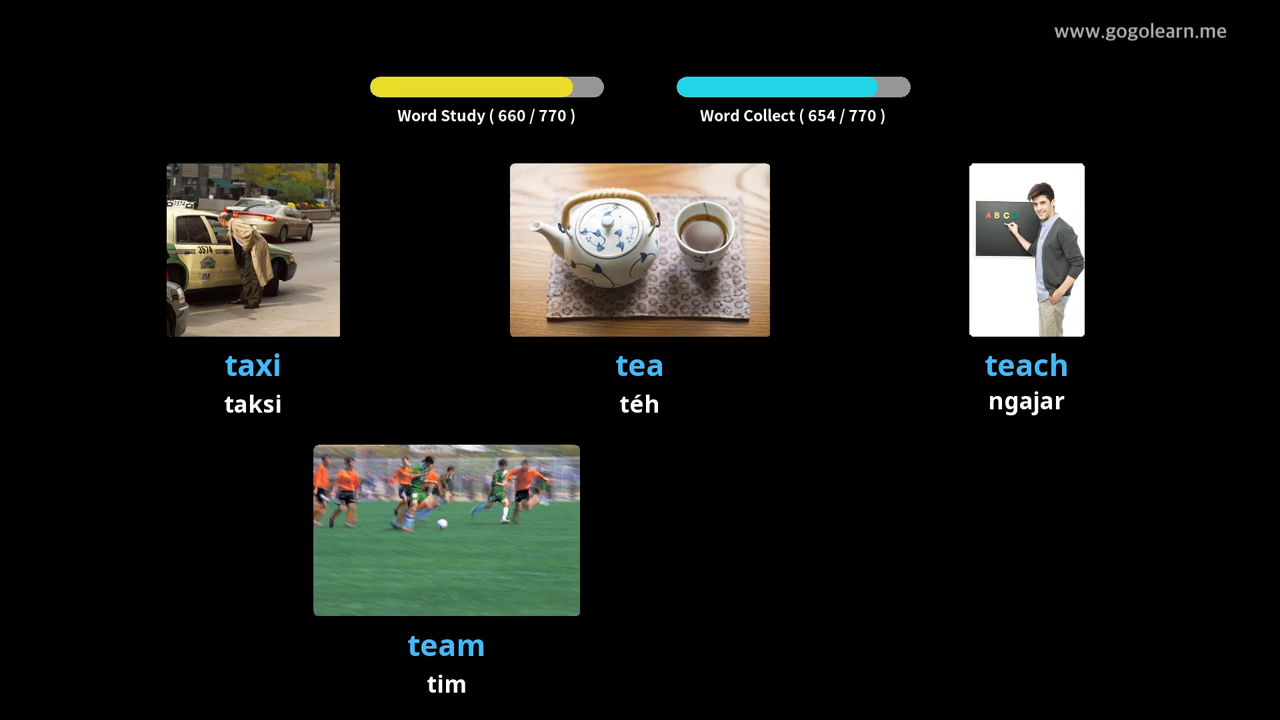 www.gogolearn.me
Word Study ( 660 / 770 )
Word Collect ( 654 / 770 )
3574
A B C D
taxi
taksi
tea
téh
teach
ngajar
team
tim